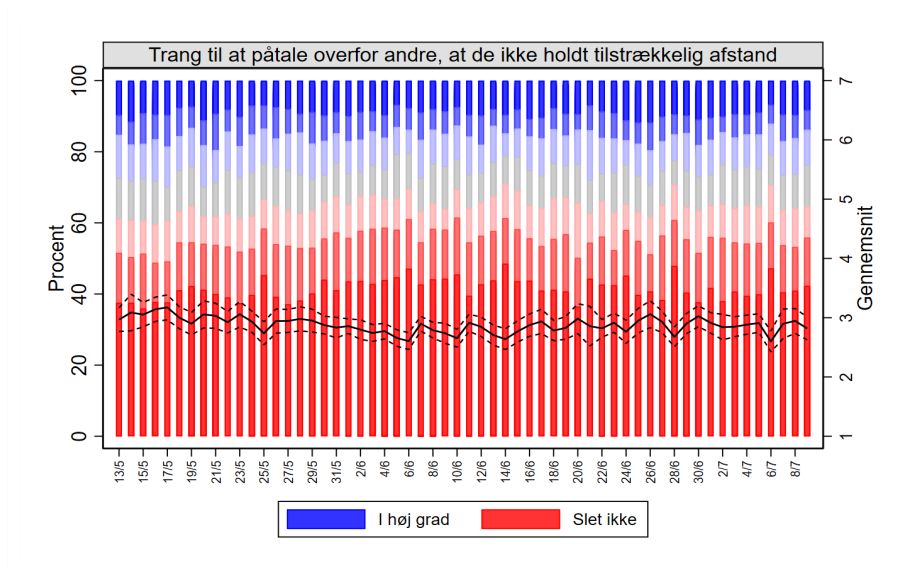 Trang til at påtale overfor andre, at de ikke holdt tilstrækkelig afstand
100
80
60
40
20
0
Procent
7
6
5
4
3
2
1
Gennemsnit
13/5 15/5 17/5 19/5 21/5 23/5 25/5 27/5 29/5 31/5 2/6 4/6 6/6 8/6 10/6 12/6 14/6 16/6 18/6 20/6 22/6 24/6 26/6 28/6 30/6 2/7 4/7 6/7 8/7
I høj grad Slet ikke